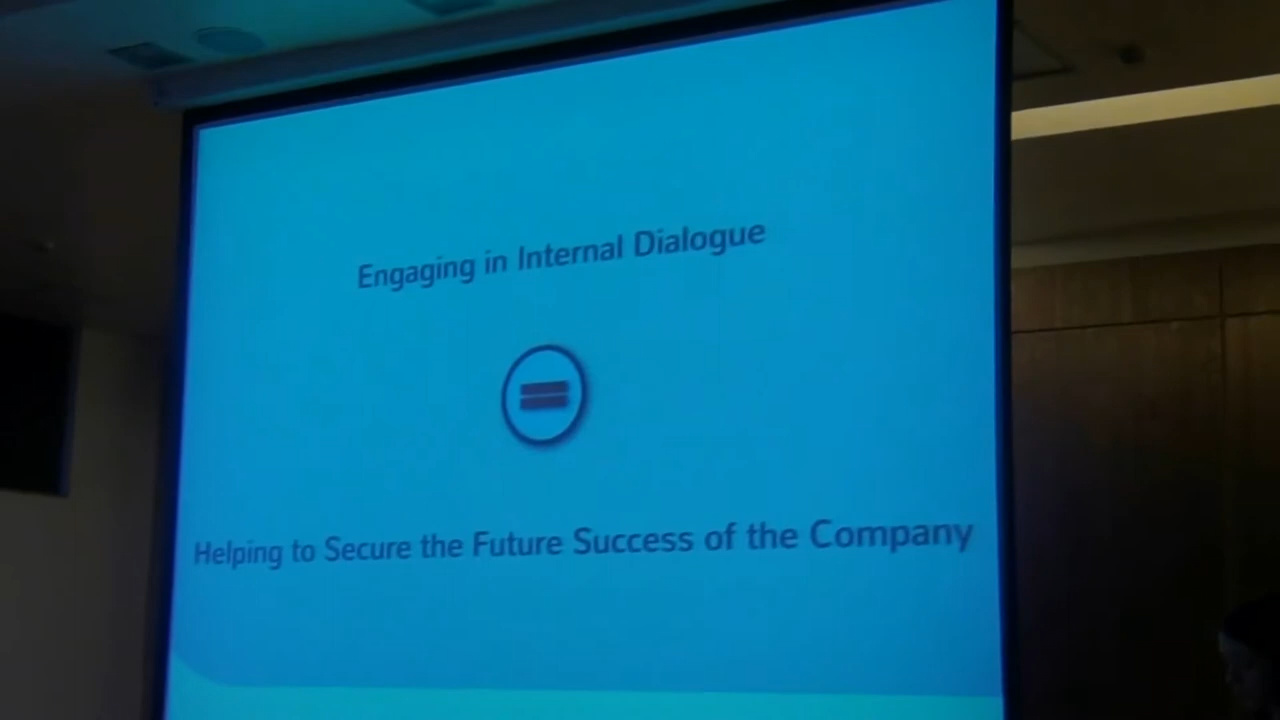 Engaging in Internal Dialogue
=
Helping to Secure the Future Success of the Company